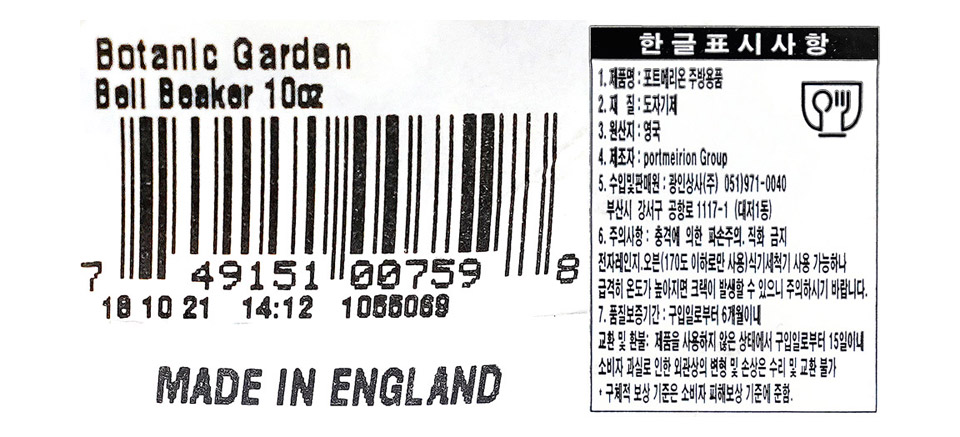 Botanic Garden
Bell Beaker 10oz
7 49151 00759 8
18 10 21 14:12 1055069
MADE IN ENGLAND
한글표시사항
1. 제품명 : 포트메리온 주방용품
2. 재 질 : 도자기제
3. 원산지 : 영국
4. 제조자 : portmeirion Group
5. 수입및판매원 : 광인상사(주) 051)971-0040
부산시 강서구 공항로 1117-1 (대저1동)
6. 주의사항 : 충격에 의한 파손주의. 직화 금지
전자레인지.오븐(170도 이하로만 사용)식기세척기 사용 가능하나
급격히 온도가 높아지면 크랙이 발생할 수 있으니 주의하시기 바랍니다.
7. 품질보증기간 : 구입일로부터 6개월이내
교환 및 환불: 제품을 사용하지 않은 상태에서 구입일로부터 15일이내
소비자 과실로 인한 외관상의 변형 및 손상은 수리 및 교환 불가
* 구체적 보상 기준은 소비자 피해보상 기준에 준함.